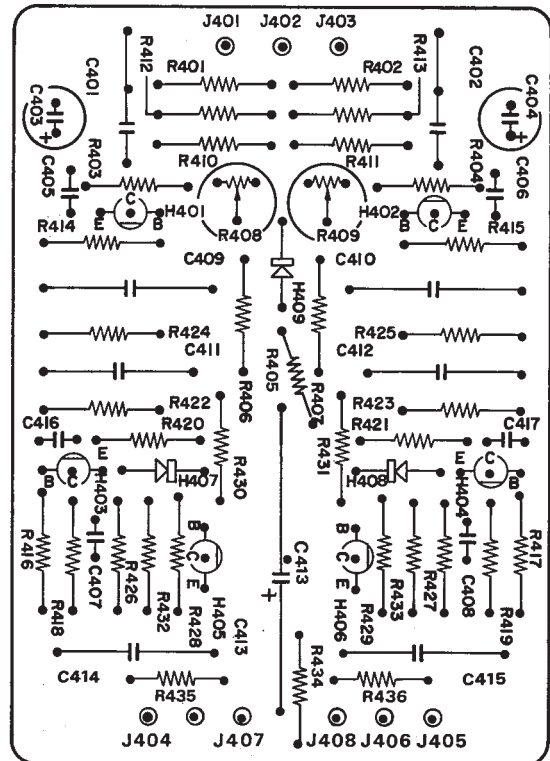 J401 J402 J403
R412 R401 R402 R413
C401 C402
C403 + C404 +
R410 R411
C405 R403 R404 C406
E C B H401 H402 B C E
R414 R408 R409 R415
C409 C410
H409
R424 R425
C411 R405 C412
R406 R407
R422 R423
C416 R420 R421 C417
E E
B C H403 H407 R430 R431 H408 H404 C B
R416 B B R417
C C413 C
C407 R426 E + E R433 R427 C408
R418 R432 R428 H405 H406 R429 R419
C413 R434
C414 C415
R435 R436
J404 J407 J408 J406 J405